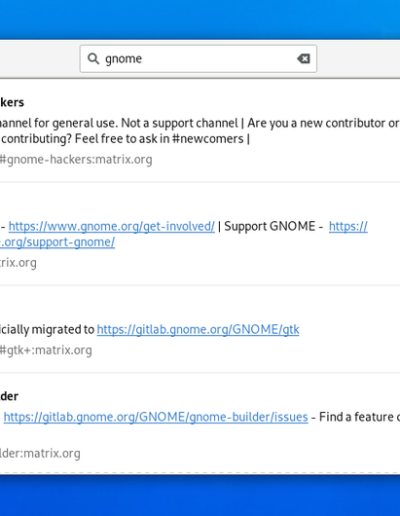 gnome
kers
hannel for general use. Not a support channel | Are you a new contributor or
contributing? Feel free to ask in #newcomers |
#gnome-hackers:matrix.org
- https://www.gnome.org/get-involved/ | Support GNOME - https://
e.org/support-gnome/
rix.org
icially migrated to https://gitlab.gnome.org/GNOME/gtk
#gtk+:matrix.org
der
https://gitlab.gnome.org/GNOME/gnome-builder/issues - Find a feature o
lder:matrix.org